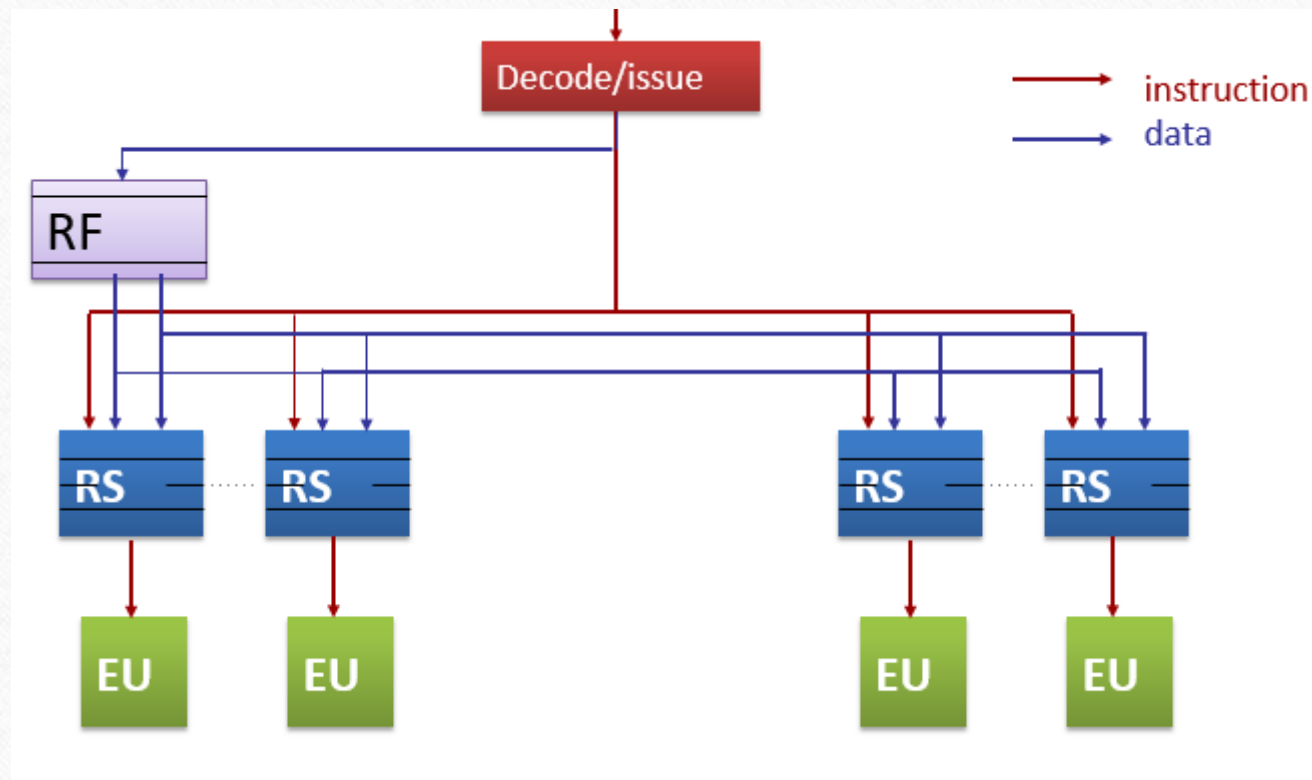 Decode/issue
instruction
data
RF
RS
RS
RS
RS
EU
EU
EU
EU